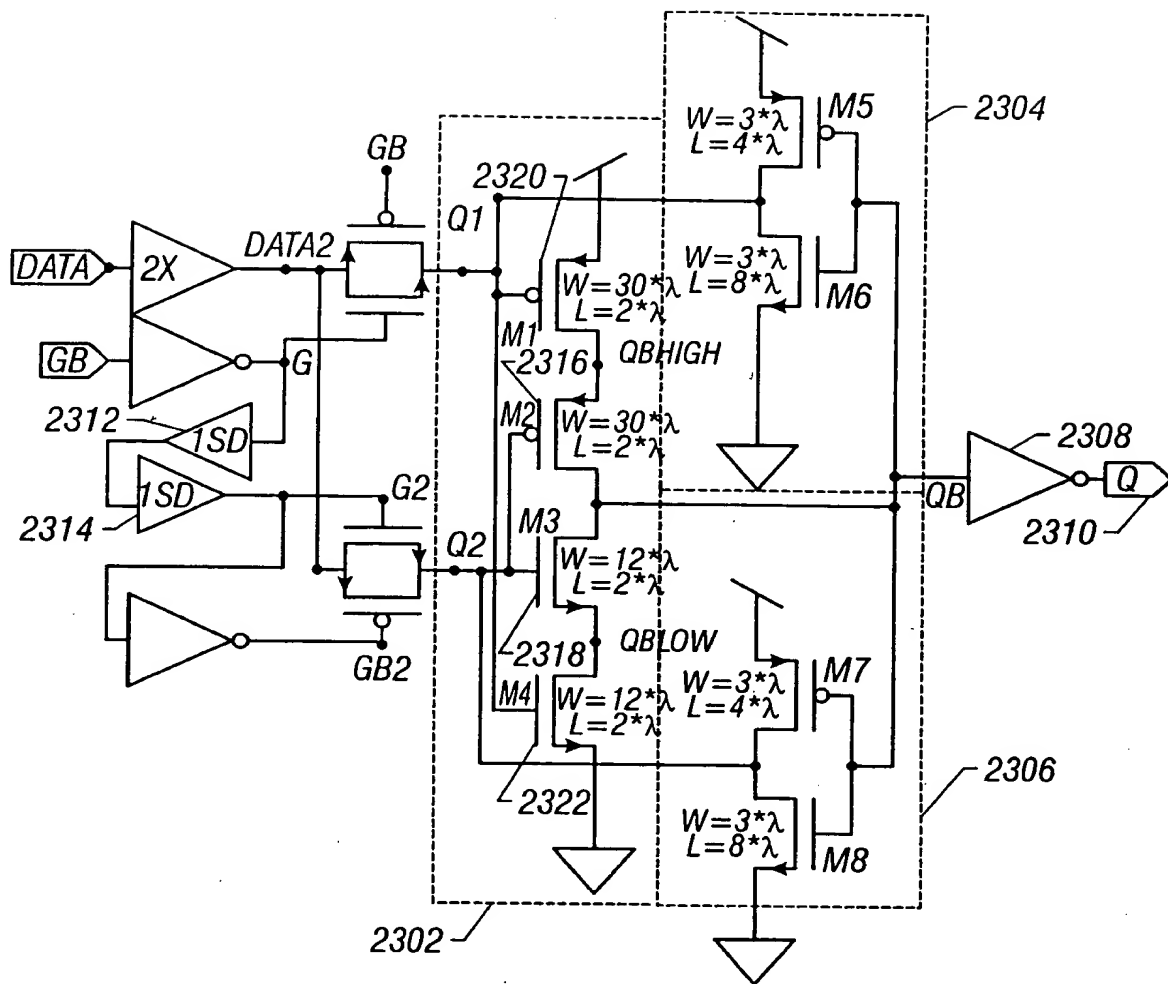 M5
2304
W=3*λ
L=4*λ
GB
2320
Q1
DATA
2X
DATA2
W=3*λ
L=8*λ
M6
W=30*λ
L=2*λ
GB
G
M1
2316
QBHIGH
2312
1SD
M2
W=30*λ
L=2*λ
2308
1SD
G2
QB
Q
2314
M3
2310
Q2
W=12*λ
L=2*λ
2318
QBLOW
GB2
M7
W=3*λ
L=4*λ
M4
W=12*λ
L=2*λ
2306
2322
W=3*λ
L=8*λ
M8
2302